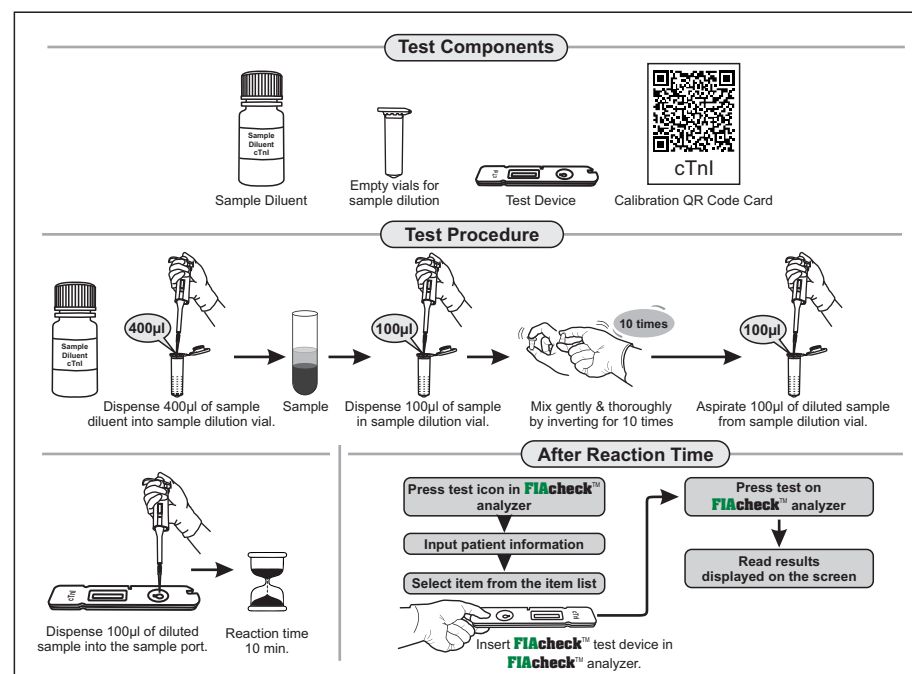 Test Components
Sample
Diluent
cTnI
Sample Diluent
Empty vials for
sample dilution
cTnI
Test Device
cTnI
Calibration QR Code Card
Test Procedure
Sample
Diluent
cTnI
400µl
Dispense 400µl of sample
diluent into sample dilution vial.
Sample
100µl
Dispense 100µl of sample
in sample dilution vial.
10 times
Mix gently & thoroughly
by inverting for 10 times
100µl
Aspirate 100µl of diluted sample
from sample dilution vial.
cTnI
Dispense 100µl of diluted
sample into the sample port.
Reaction time
10 min.
After Reaction Time
Press test icon in FIAcheck™
analyzer
Input patient information
Select item from the item list
Insert FIAcheck™ test device in
FIAcheck™ analyzer.
Press test on
FIAcheck™ analyzer
Read results
displayed on the screen